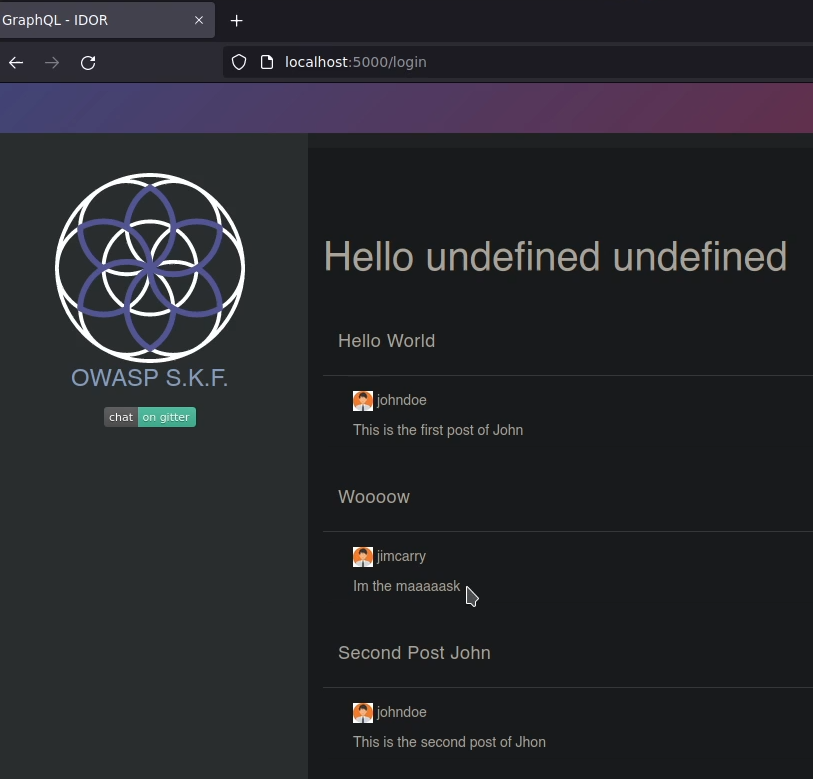 GraphQL - IDOR
localhost:5000/login
OWASP S.K.F.
chat on gitter
Hello undefined undefined
Hello World
johndoe
This is the first post of John
Woooow
jimcarry
Im the maaaaask
Second Post John
johndoe
This is the second post of Jhon